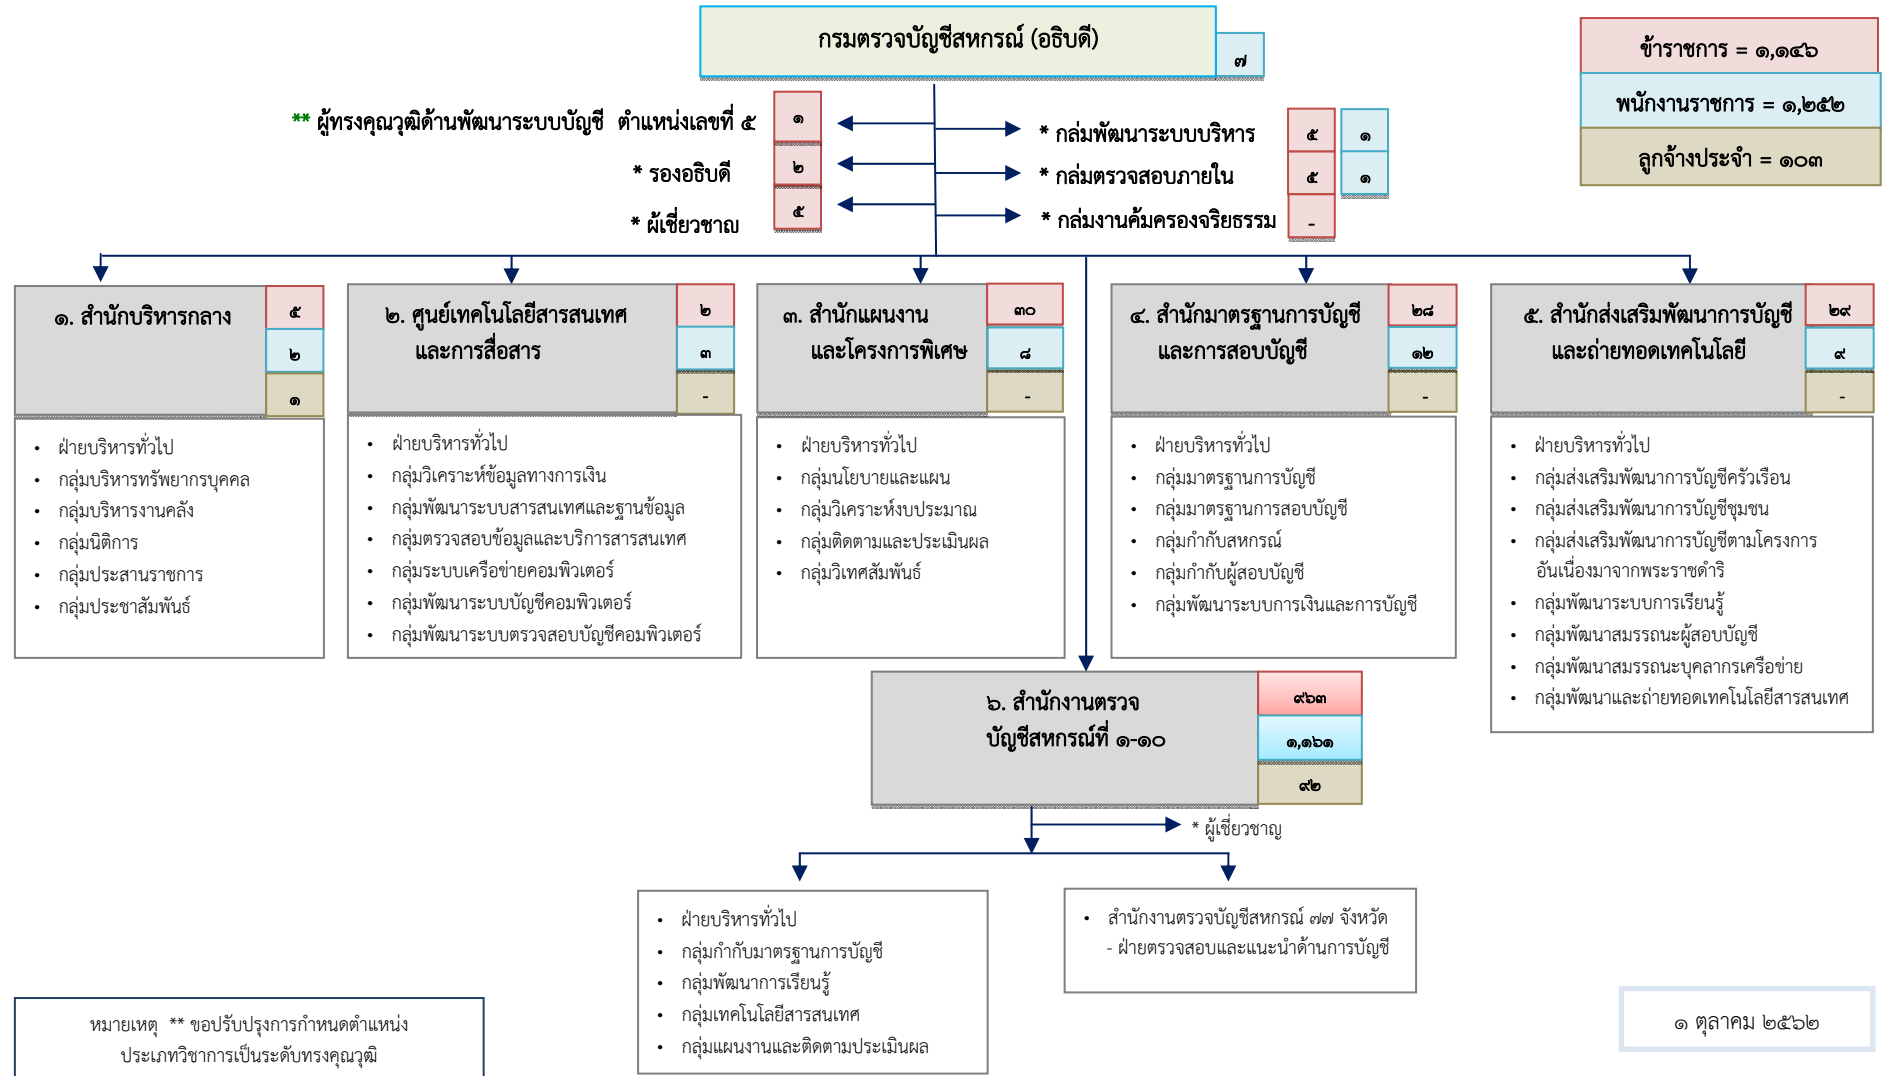 กรมตรวจบัญชีสหกรณ์ (อธิบดี)
๗
ข้าราชการ = ๑,๑๔๖
พนักงานราชการ = ๑,๒๕๒
ลูกจ้างประจำ = ๑๐๓
** ผู้ทรงคุณวุฒิด้านพัฒนาระบบบัญชี ตำแหน่งเลขที่ ๕
๑
* รองอธิบดี
๒
* ผู้เชี่ยวชาญ
๕
* กลุ่มพัฒนาระบบบริหาร
๕
๑
* กลุ่มตรวจสอบภายใน
๕
๑
* กลุ่มงานคุ้มครองจริยธรรม
-
๑. สำนักบริหารกลาง
๕
๒
๑
• ฝ่ายบริหารทั่วไป
• กลุ่มบริหารทรัพยากรบุคคล
• กลุ่มบริหารงานคลัง
• กลุ่มนิติการ
• กลุ่มประสานราชการ
• กลุ่มประชาสัมพันธ์
๒. ศูนย์เทคโนโลยีสารสนเทศ
และการสื่อสาร
๒
๓
-
• ฝ่ายบริหารทั่วไป
• กลุ่มวิเคราะห์ข้อมูลทางการเงิน
• กลุ่มพัฒนาระบบสารสนเทศและฐานข้อมูล
• กลุ่มตรวจสอบข้อมูลและบริการสารสนเทศ
• กลุ่มระบบเครือข่ายคอมพิวเตอร์
• กลุ่มพัฒนาระบบบัญชีคอมพิวเตอร์
• กลุ่มพัฒนาระบบตรวจสอบบัญชีคอมพิวเตอร์
๓. สำนักแผนงาน
และโครงการพิเศษ
๓๐
๘
-
• ฝ่ายบริหารทั่วไป
• กลุ่มนโยบายและแผน
• กลุ่มวิเคราะห์งบประมาณ
• กลุ่มติดตามและประเมินผล
• กลุ่มวิเทศสัมพันธ์
๔. สำนักมาตรฐานการบัญชี
และการสอบบัญชี
๒๘
๑๒
-
• ฝ่ายบริหารทั่วไป
• กลุ่มมาตรฐานการบัญชี
• กลุ่มมาตรฐานการสอบบัญชี
• กลุ่มกำกับสหกรณ์
• กลุ่มกำกับผู้สอบบัญชี
• กลุ่มพัฒนาระบบการเงินและการบัญชี
๕. สำนักส่งเสริมพัฒนาการบัญชี
และถ่ายทอดเทคโนโลยี
๒๙
๙
-
• ฝ่ายบริหารทั่วไป
• กลุ่มส่งเสริมพัฒนาการบัญชีครัวเรือน
• กลุ่มส่งเสริมพัฒนาการบัญชีชุมชน
• กลุ่มส่งเสริมพัฒนาการบัญชีตามโครงการ
อันเนื่องมาจากพระราชดำริ
• กลุ่มพัฒนาระบบการเรียนรู้
• กลุ่มพัฒนาสมรรถนะผู้สอบบัญชี
• กลุ่มพัฒนาสมรรถนะบุคลากรเครือข่าย
• กลุ่มพัฒนาและถ่ายทอดเทคโนโลยีสารสนเทศ
๖. สำนักงานตรวจ
บัญชีสหกรณ์ที่ ๑-๑๐
๙๖๓
๑,๑๖๑
๙๒
* ผู้เชี่ยวชาญ
• ฝ่ายบริหารทั่วไป
• กลุ่มกำกับมาตรฐานการบัญชี
• กลุ่มพัฒนาการเรียนรู้
• กลุ่มเทคโนโลยีสารสนเทศ
• กลุ่มแผนงานและติดตามประเมินผล
• สำนักงานตรวจบัญชีสหกรณ์ ๗๗ จังหวัด
- ฝ่ายตรวจสอบและแนะนำด้านการบัญชี
หมายเหตุ ** ขอปรับปรุงการกำหนดตำแหน่ง
ประเภทวิชาการเป็นระดับทรงคุณวุฒิ
๑ ตุลาคม ๒๕๖๒